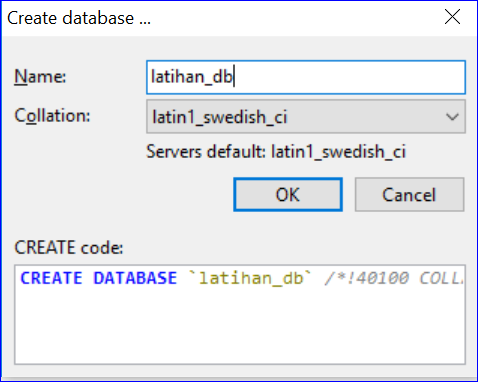 Create database ...
Name:
latihan_db
Collation:
latin1_swedish_ci
Servers default: latin1_swedish_ci
OK
Cancel
CREATE code:
CREATE DATABASE `latihan_db` /*!40100 COLL